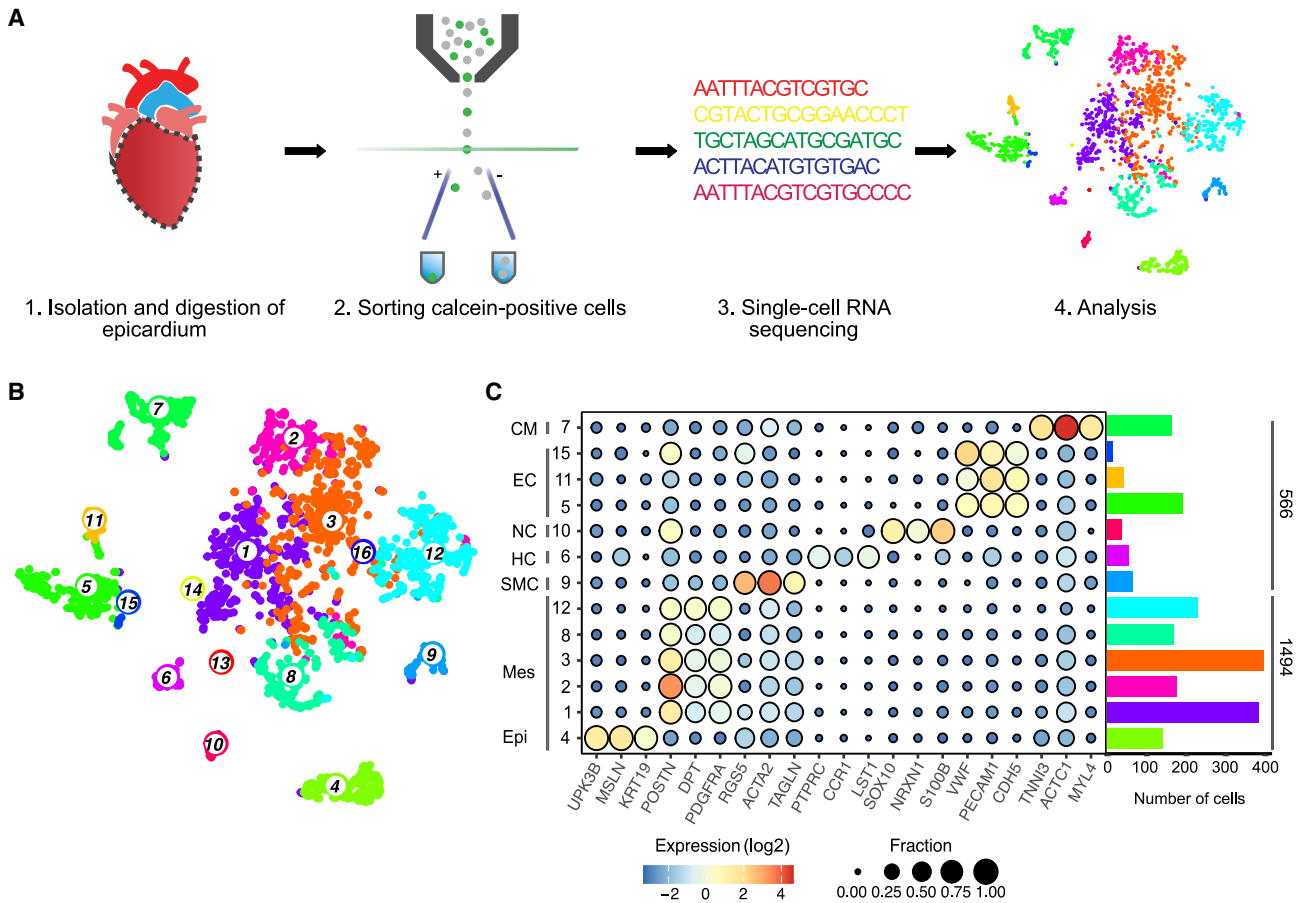 A
+
-
AATTTACGTCGTGC
CGTACTGCGGAACCCT
TGCTAGCATGCGATGC
ACTTACATGTGTGAC
AATTTACGTCGTGCCCC
1. Isolation and digestion of
epicardium
2. Sorting calcein-positive cells
3. Single-cell RNA
sequencing
4. Analysis
B
7
2
11
3
1
16
12
5
14
15
13
6
8
9
10
4
C
CM 7
15
EC 11
5
NC 10
HC 6
SMC 9
12
8
Mes 3
2
1
Epi 4
566
1494
UPK3B
MSLN
KRT19
POSTN
DPT
PDGFRA
RGS5
ACTA2
TAGLN
PTPRC
CCR1
LST1
SOX10
NRXN1
S100B
VWF
PECAM1
CDH5
TNNI3
ACTC1
MYL4
0 100 200 300 400
Number of cells
Expression (log2)
−2 0 2 4
Fraction
0.00 0.25 0.50 0.75 1.00